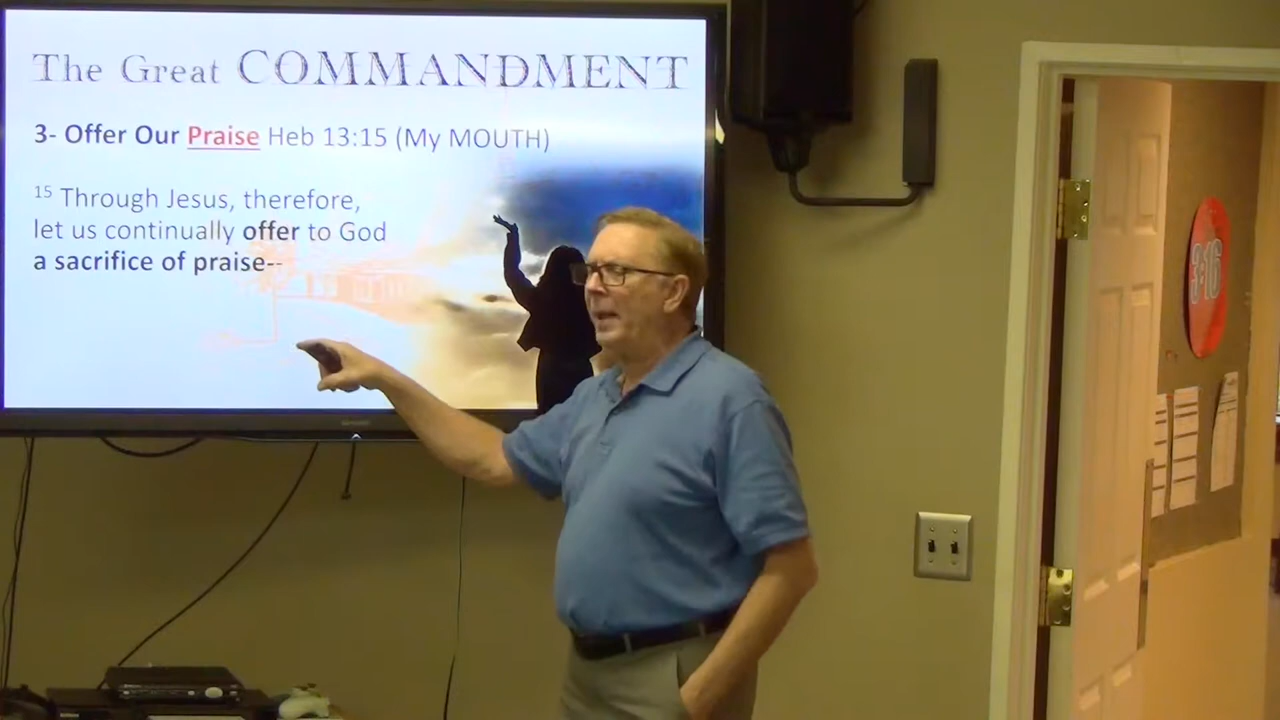 The Great COMMANDMENT
3- Offer Our Praise Heb 13:15 (My MOUTH)
15 Through Jesus, therefore,
let us continually offer to God
a sacrifice of praise--
3:16